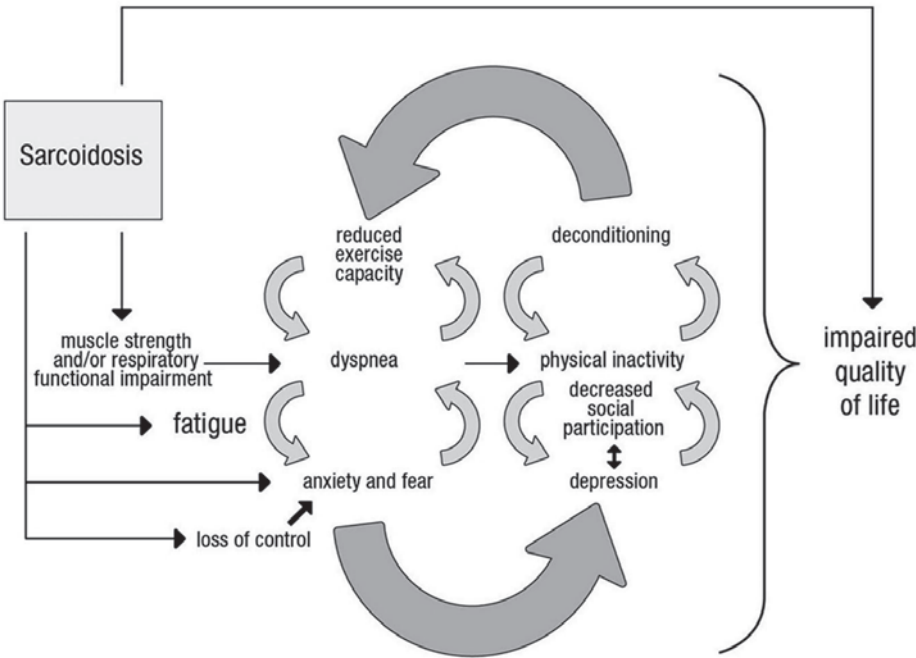 Sarcoidosis
reduced
exercise
capacity
deconditioning
muscle strength
and/or respiratory
functional impairment
dyspnea
physical inactivity
decreased
social
participation
impaired
quality
of life
fatigue
anxiety and fear
depression
loss of control